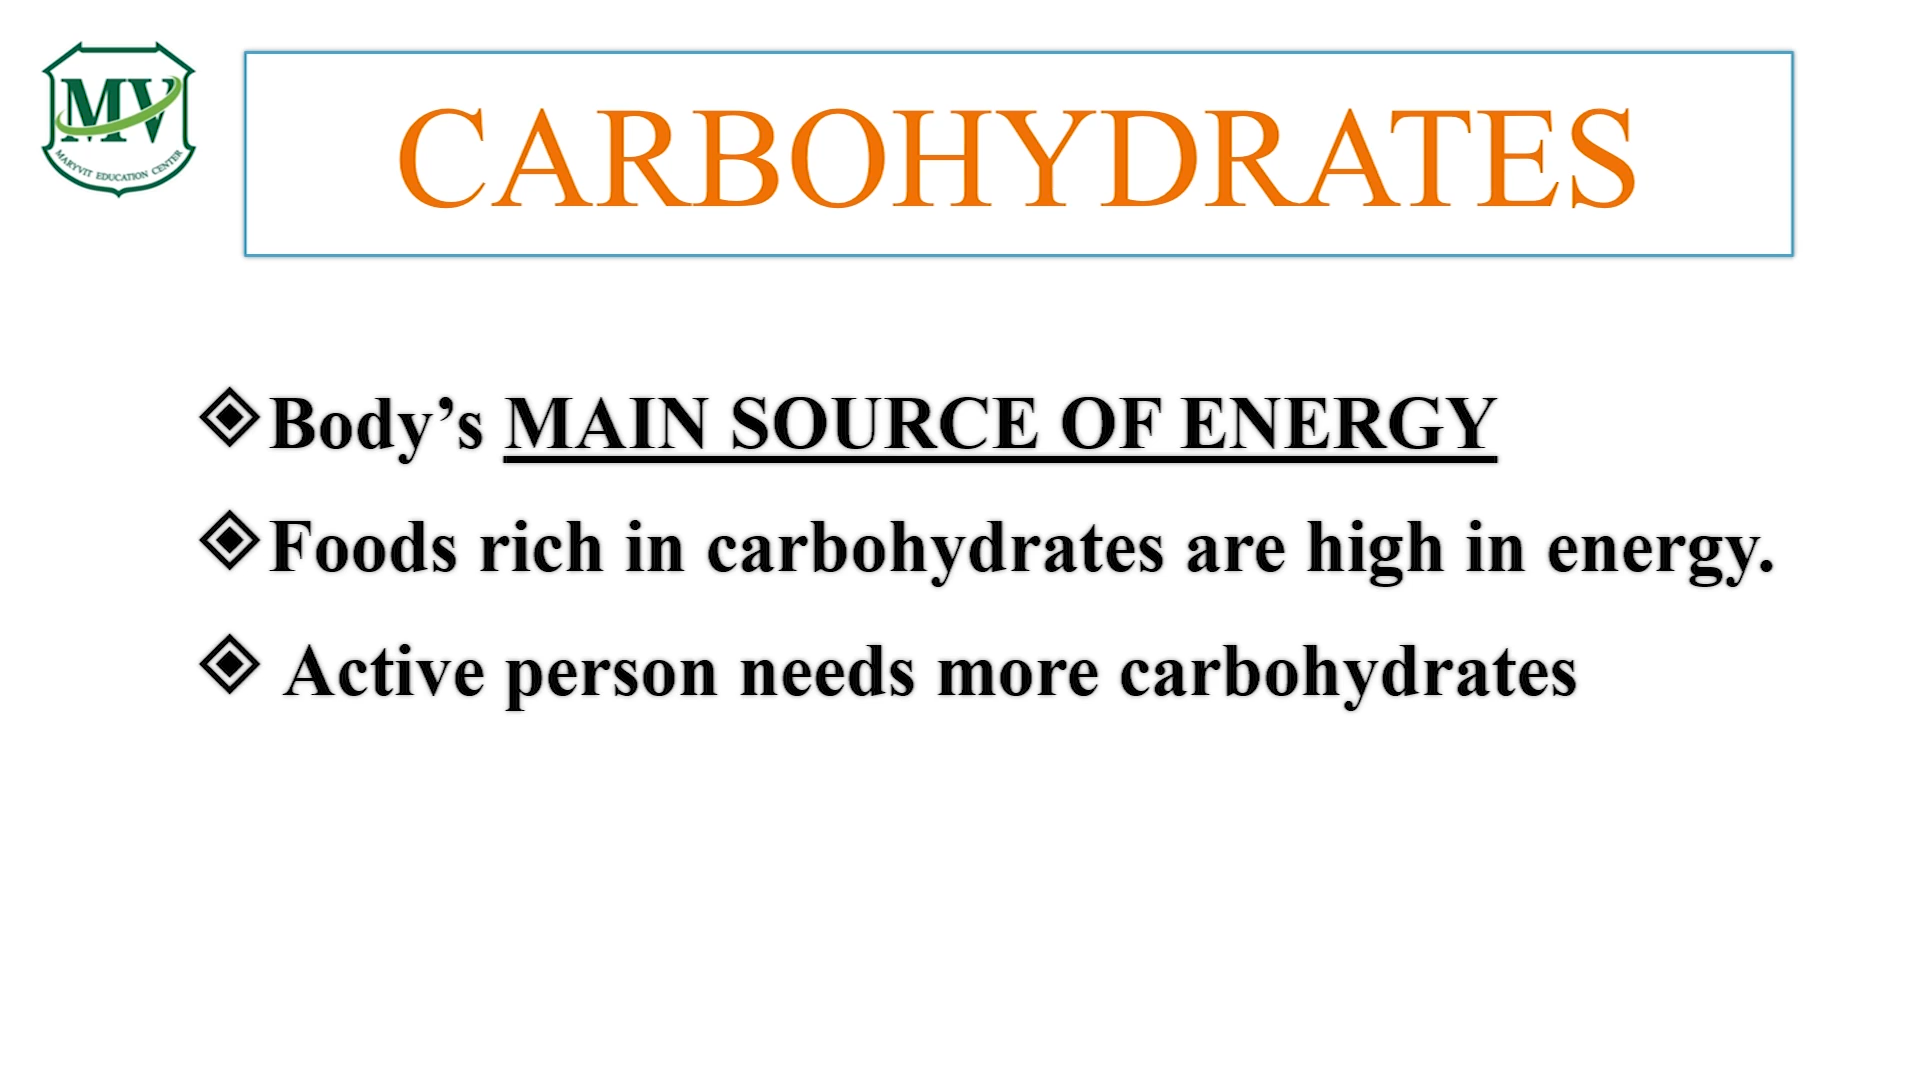 MV
MARYVIT EDUCATION CENTER
CARBOHYDRATES
Body’s MAIN SOURCE OF ENERGY
Foods rich in carbohydrates are high in energy.
Active person needs more carbohydrates